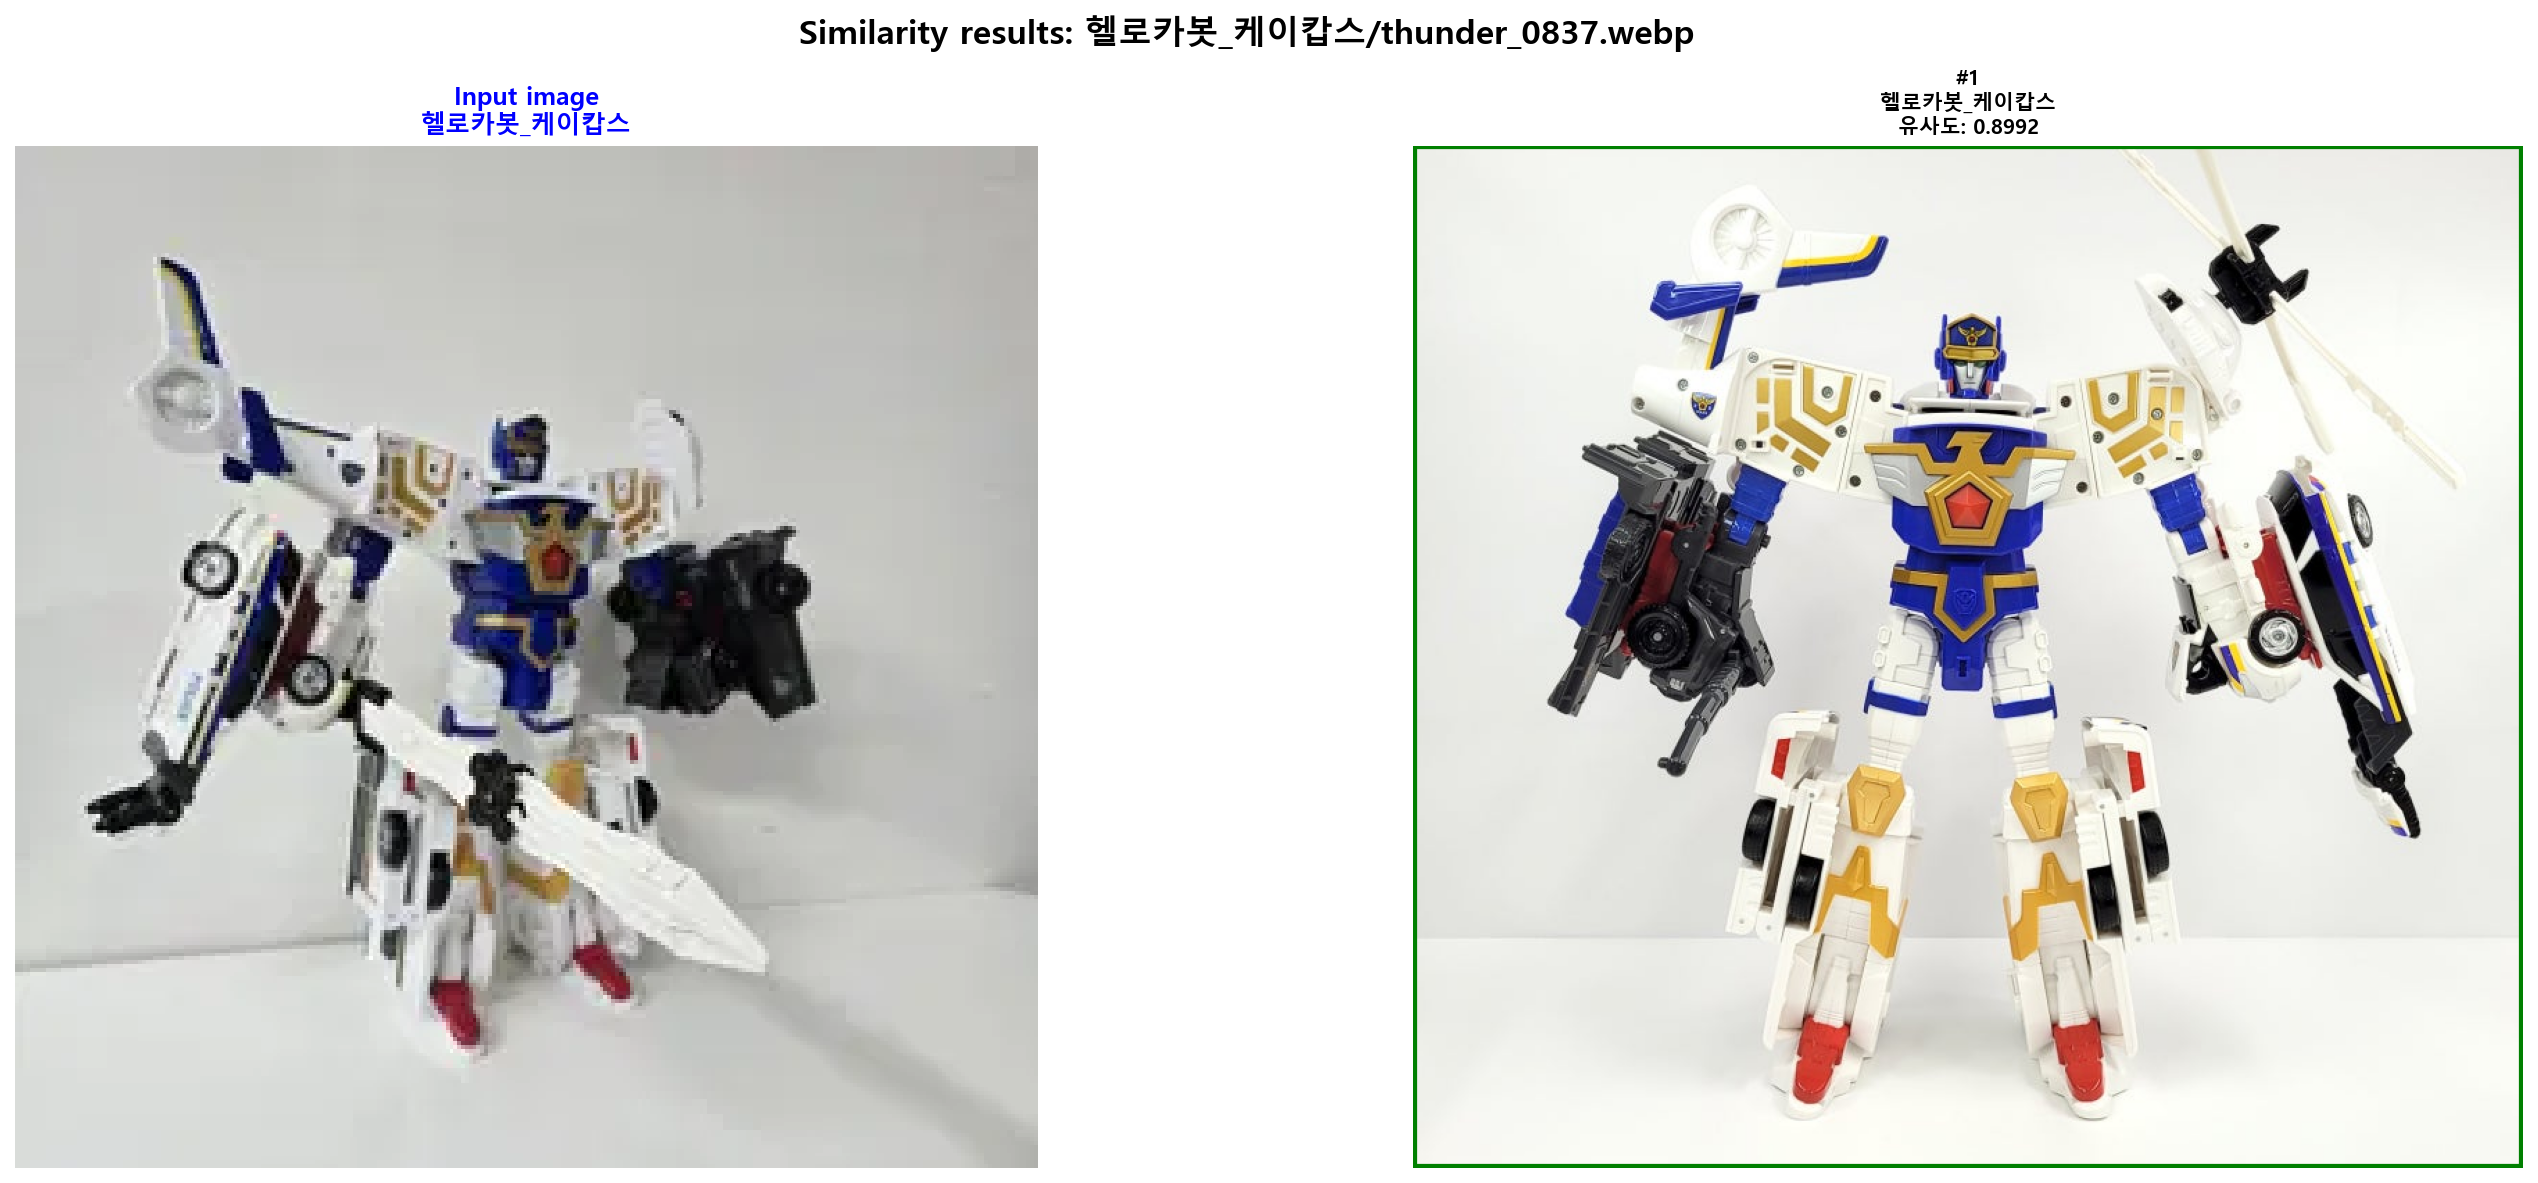 Similarity results: 헬로카봇_케이캅스/thunder_0837.webp
Input image
헬로카봇_케이캅스
#1
헬로카봇_케이캅스
유사도: 0.8992